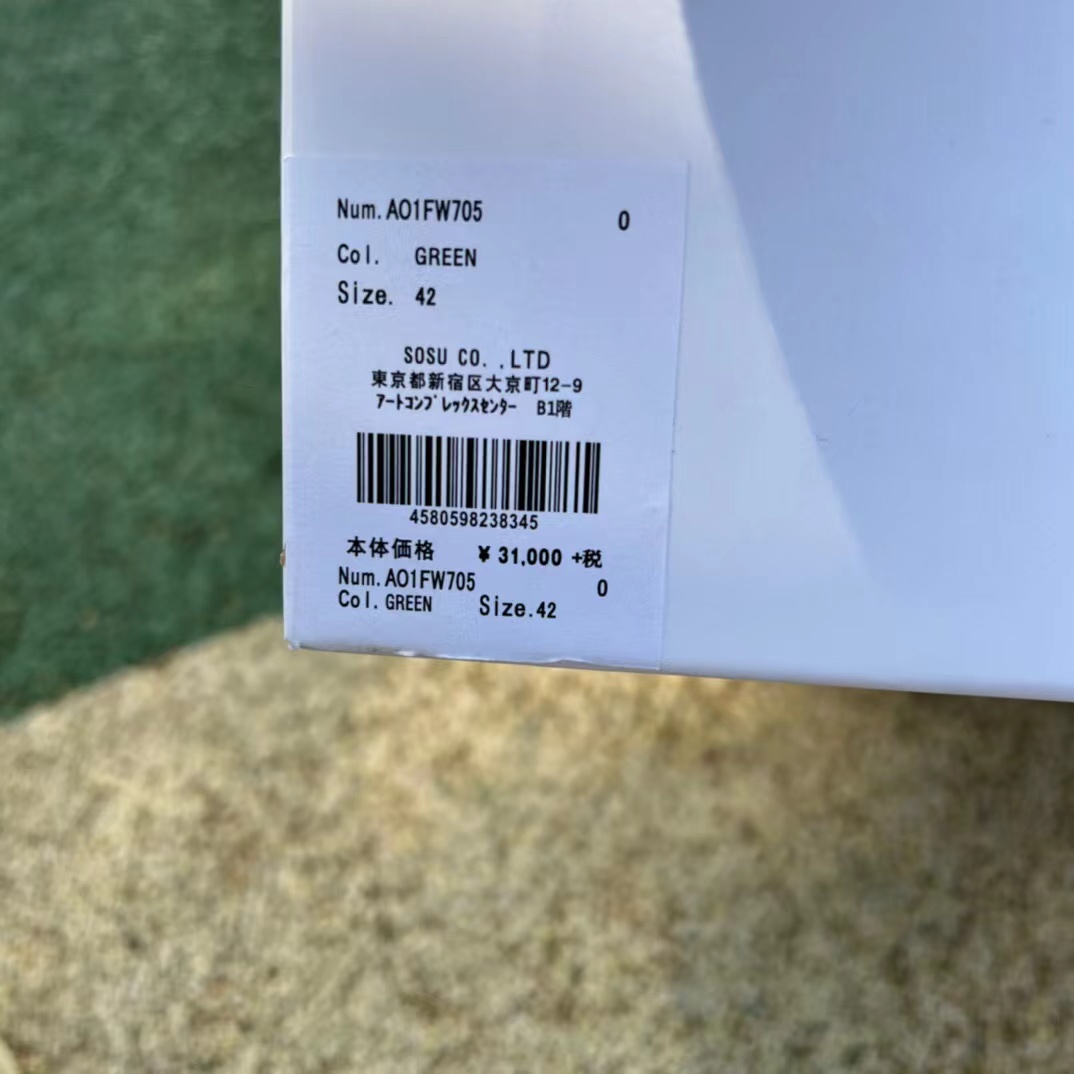 Num. A01FW705 0
Col. GREEN
Size. 42
SOSU CO. ,LTD
東京都新宿区大京町12-9
ｱｰﾄｺﾝﾌﾟﾚｯｸｽｾﾝﾀｰ B1階
4580598238345
本体価格 ¥ 31,000 +税
Num. A01FW705 0
Col. GREEN Size. 42